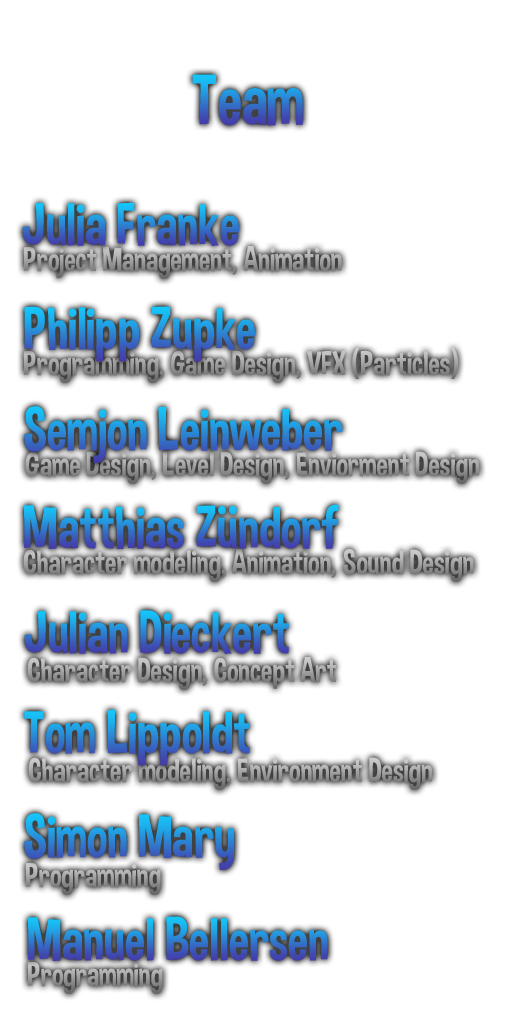 Team
Julia Franke
Project Management, Animation
Philipp Zupke
Programming, Game Design, VFX (Particles)
Semjon Leinweber
Game Design, Level Design, Enviorment Design
Matthias Zündorf
Character modeling, Animation, Sound Design
Julian Dieckert
Character Design, Concept Art
Tom Lippoldt
Character modeling, Environment Design
Simon Mary
Programming
Manuel Bellersen
Programming